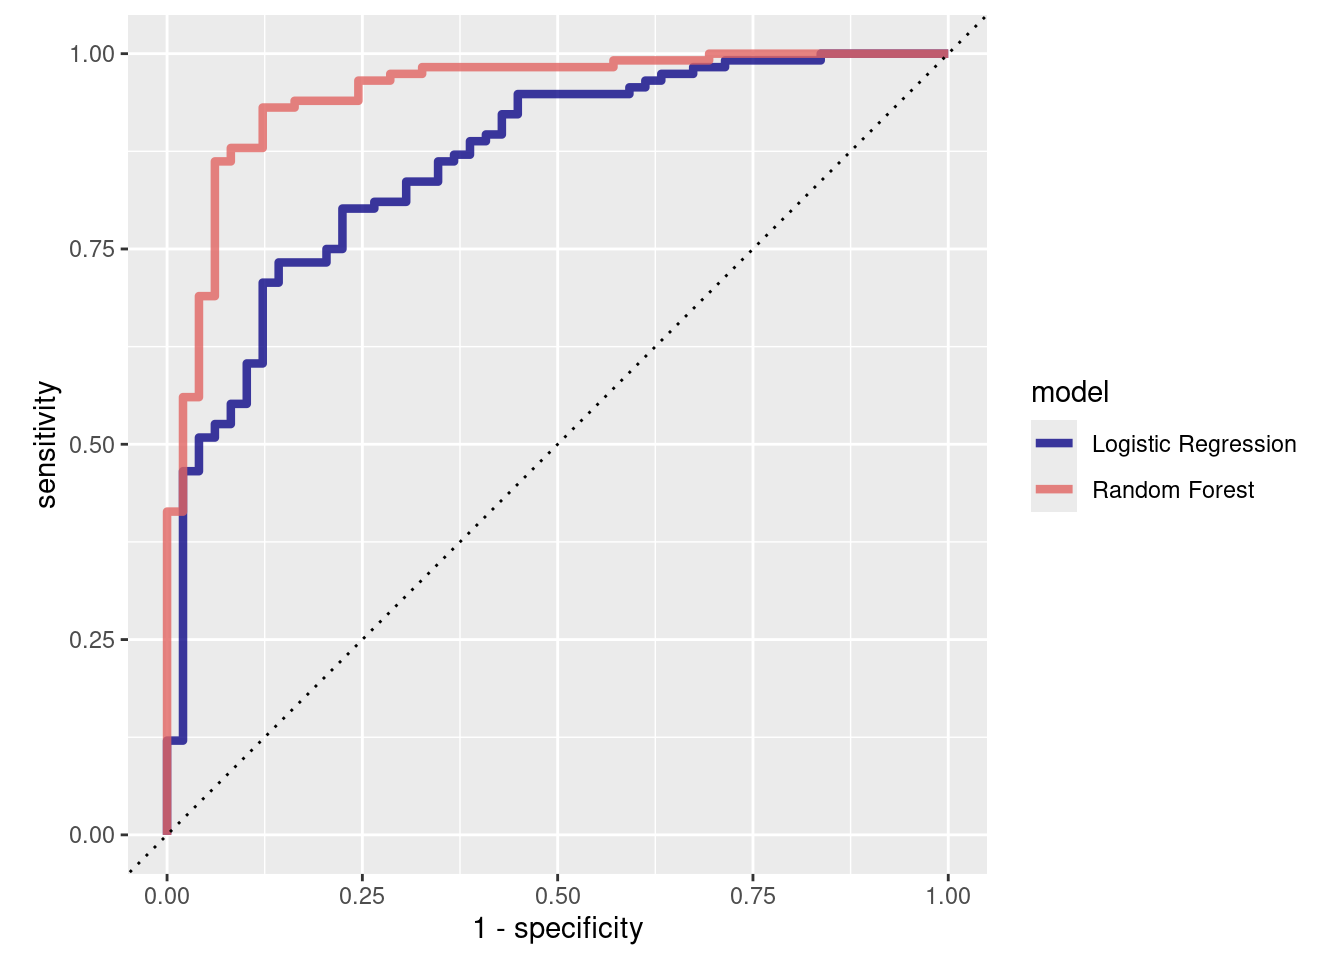 1.00
0.75
0.50
0.25
0.00
sensitivity
0.00 0.25 0.50 0.75 1.00
1 - specificity
model
Logistic Regression
Random Forest